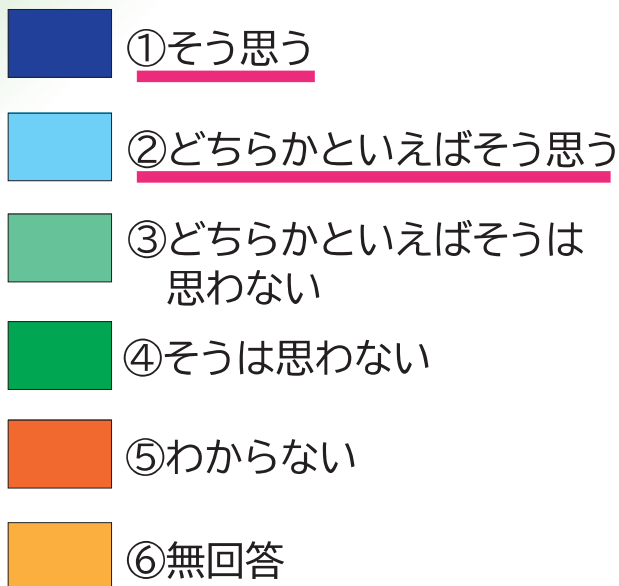 ①そう思う
②どちらかといえばそう思う
③どちらかといえばそうは
思わない
④そうは思わない
⑤わからない
⑥無回答